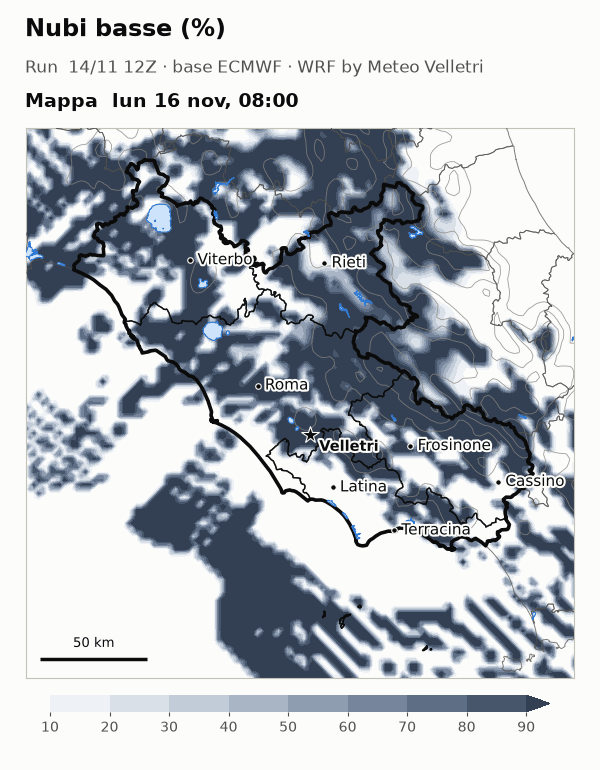 Nubi basse (%)
Run  14/11 12Z · base ECMWF · WRF by Meteo Velletri
Mappa  lun 16 nov, 08:00
Viterbo
Rieti
Roma
Velletri
Frosinone
Cassino
Latina
Terracina
50 km
10 20 30 40 50 60 70 80 90